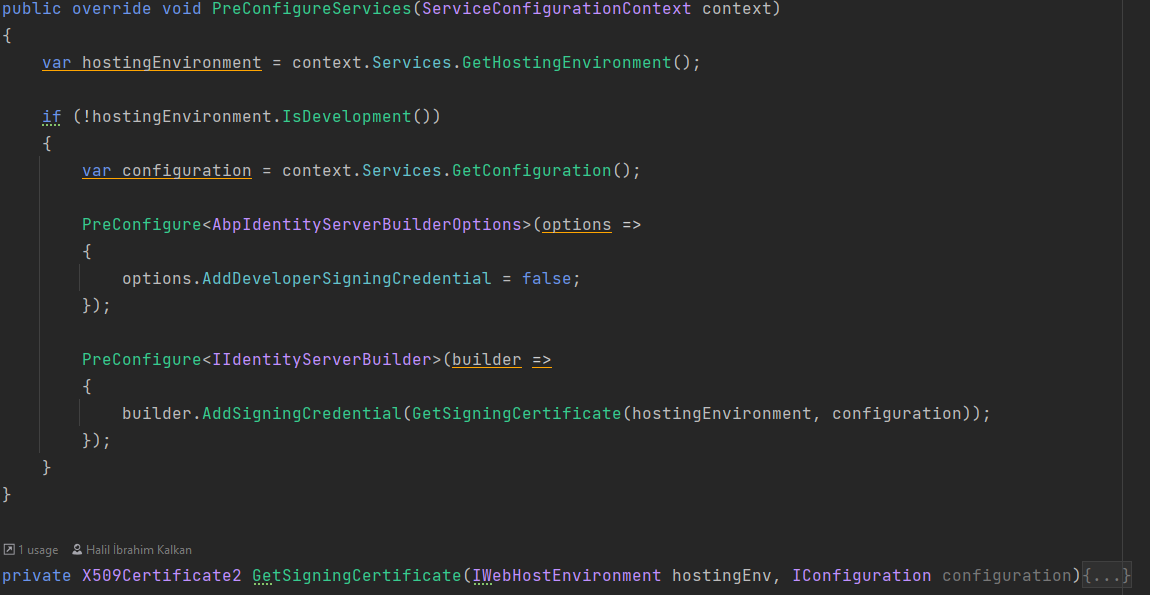 public override void PreConfigureServices(ServiceConfigurationContext context)
{
    var hostingEnvironment = context.Services.GetHostingEnvironment();
    if (!hostingEnvironment.IsDevelopment())
    {
        var configuration = context.Services.GetConfiguration();
        PreConfigure<AbpIdentityServerBuilderOptions>(options =>
        {
            options.AddDeveloperSigningCredential = false;
        });
        PreConfigure<IIdentityServerBuilder>(builder =>
        {
            builder.AddSigningCredential(GetSigningCertificate(hostingEnvironment, configuration));
        });
    }
}
1 usage Halil İbrahim Kalkan
private X509Certificate2 GetSigningCertificate(IWebHostEnvironment hostingEnv, IConfiguration configuration){...}